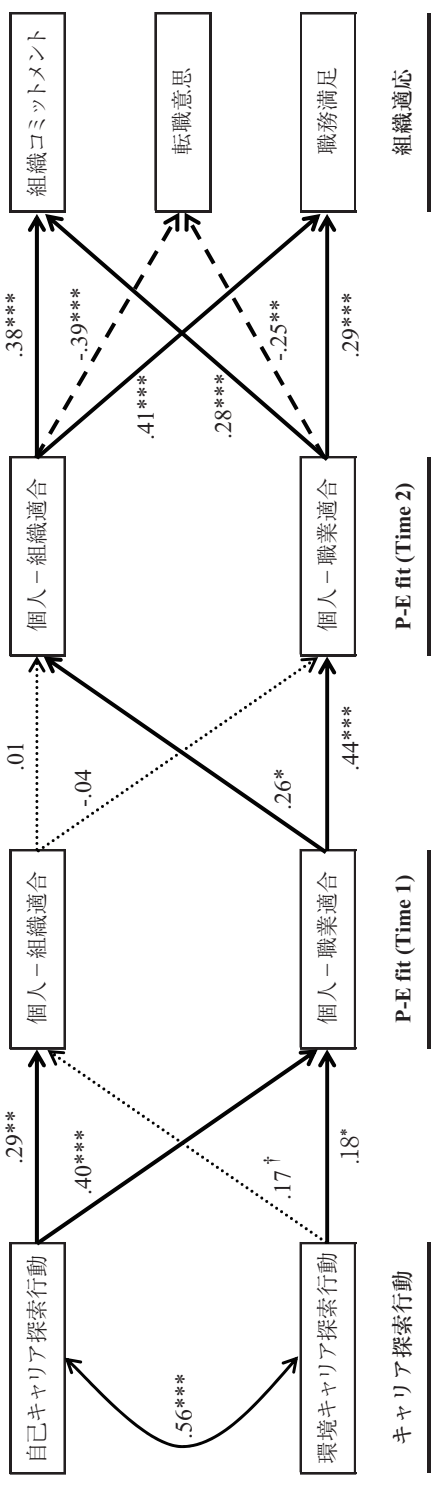 自己キャリア探索行動
環境キャリア探索行動
キャリア探索行動
.56***
.29**
.40***
.17†
.18*
個人－組織適合
個人－職業適合
P-E fit (Time 1)
.01
-.04
.26*
.44***
個人－組織適合
個人－職業適合
P-E fit (Time 2)
.38***
-.39***
.41***
.28***
-.25**
.29***
組織コミットメント
転職意思
職務満足
組織適応